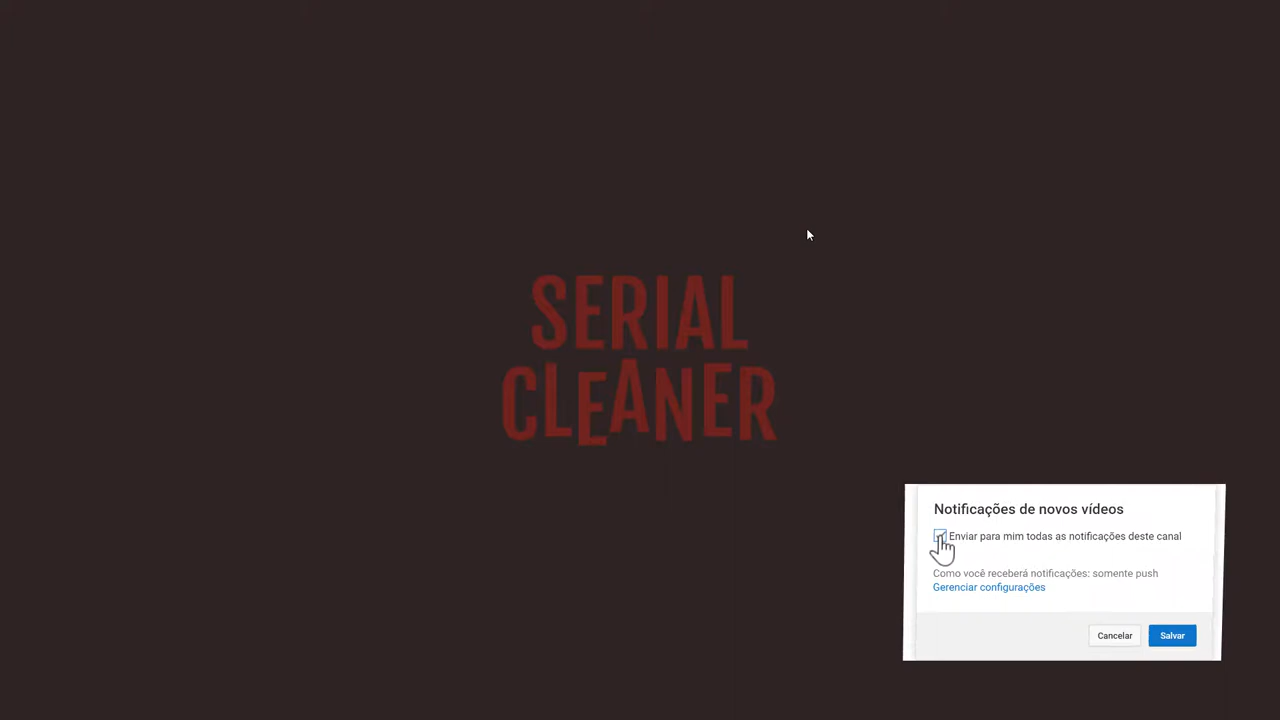 SERIAL
CLEANER
Notificações de novos vídeos
Enviar para mim todas as notificações deste canal
Como você receberá notificações: somente push
Gerenciar configurações
Cancelar
Salvar